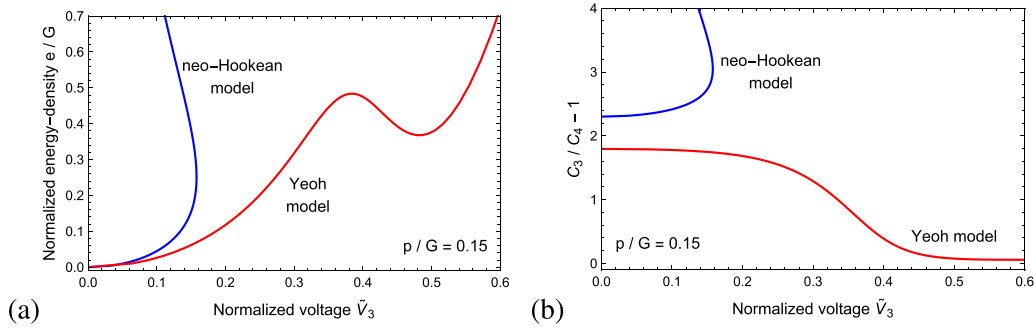 (a)
Normalized energy-density e / G
0.7
0.6
0.5
0.4
0.3
0.2
0.1
0.0
neo-Hookean
model
Yeoh
model
p / G = 0.15
0.0 0.1 0.2 0.3 0.4 0.5 0.6
Normalized voltage Ṽ₃
(b)
C₃ / C₄ − 1
4
3
2
1
0
neo-Hookean
model
p / G = 0.15
Yeoh model
0.0 0.1 0.2 0.3 0.4 0.5 0.6
Normalized voltage Ṽ₃